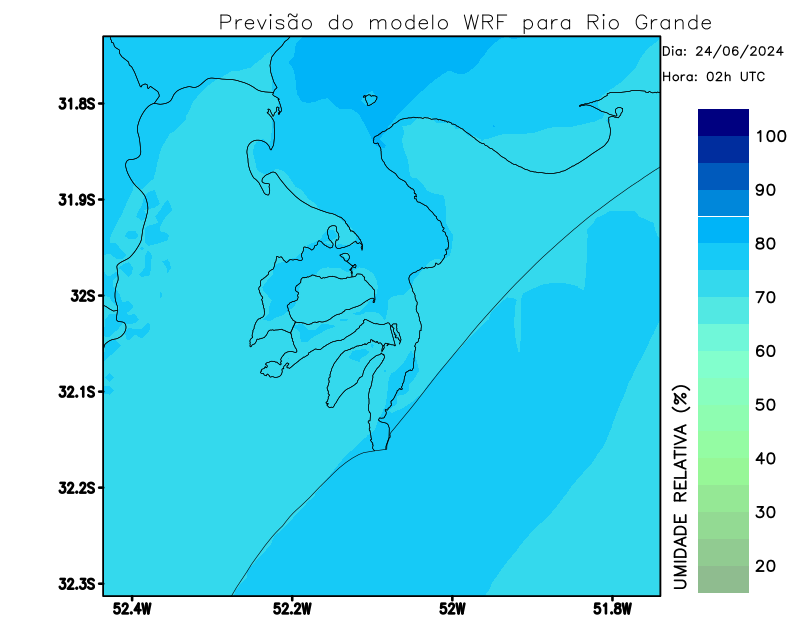 Previsão do modelo WRF para Rio Grande
Dia: 24/06/2024
Hora: 02h UTC
31.8S
31.9S
32S
32.1S
32.2S
32.3S
52.4W
52.2W
52W
51.8W
100
90
80
70
60
50
40
30
20
UMIDADE RELATIVA (%)